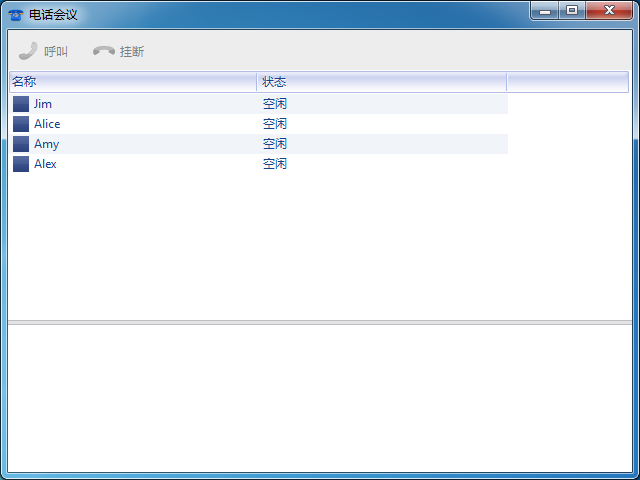 电话会议
呼叫 挂断
名称 状态
Jim 空闲
Alice 空闲
Amy 空闲
Alex 空闲